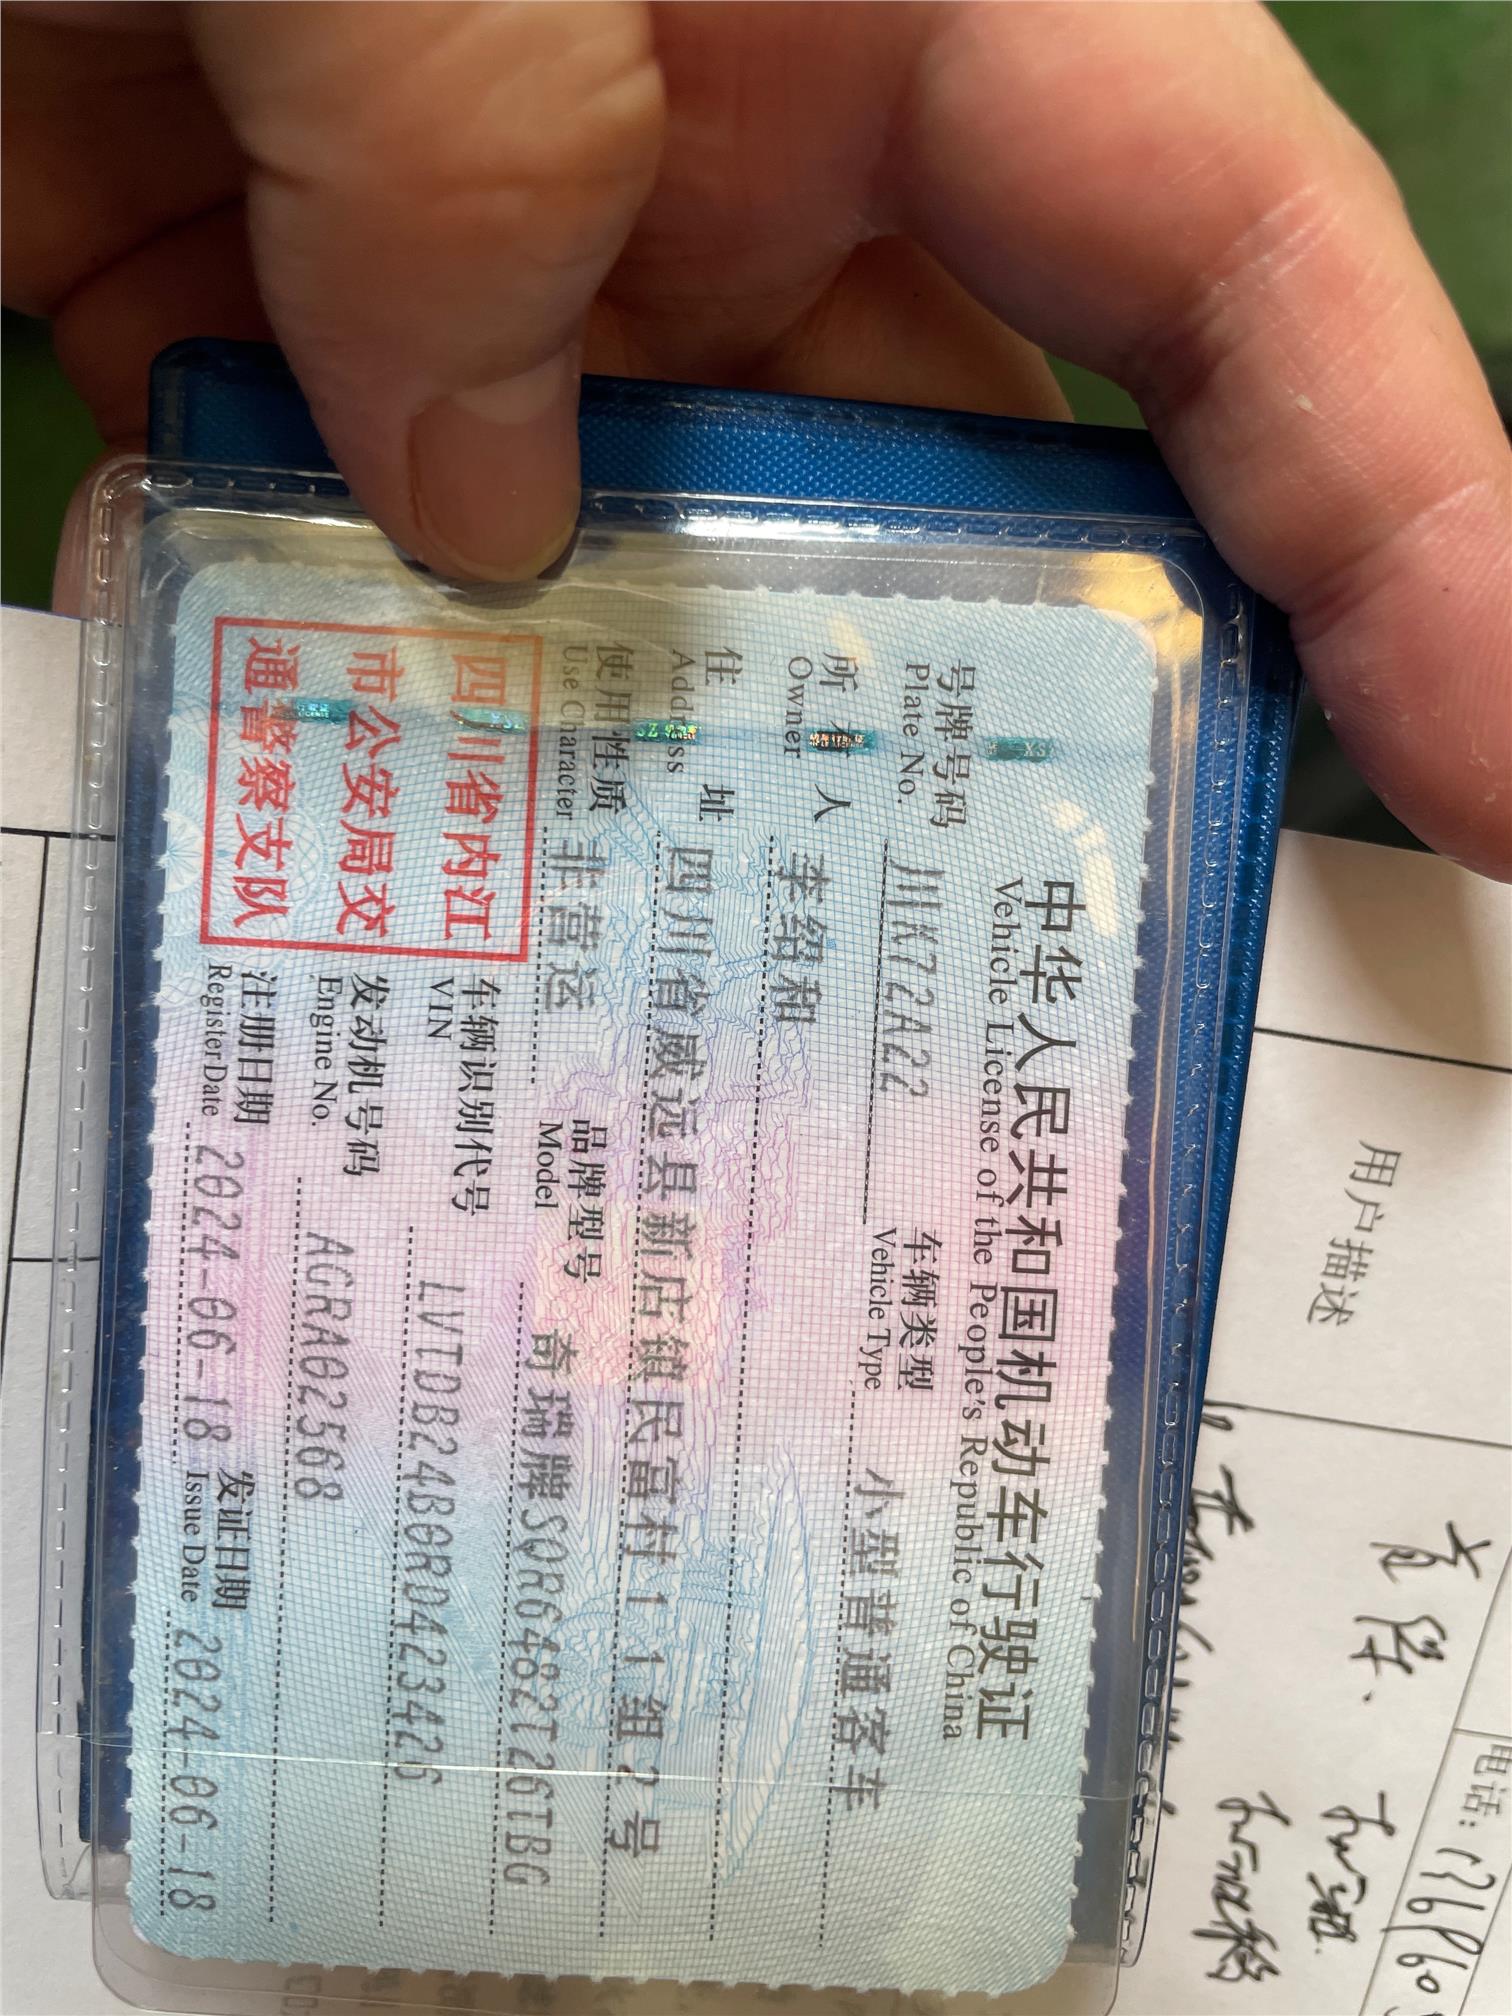 中华人民共和国机动车行驶证
Vehicle License of the People's Republic of China
号牌号码 川K72A22 车辆类型 小型普通客车
Plate No. Vehicle Type
所有人 李绍和
Owner
住址 四川省威远县新店镇民富村11组2号
Address
使用性质 非营运 品牌型号 奇瑞牌SQR6482T26TBG
Use Character Model
四川省内江
市公安局交
通警察支队
车辆识别代号 LVTDB24B0RD423426
VIN
发动机号码 AGRA02568
Engine No.
注册日期 2024-06-18 发证日期 2024-06-18
Register Date Issue Date
用户描述
电话: